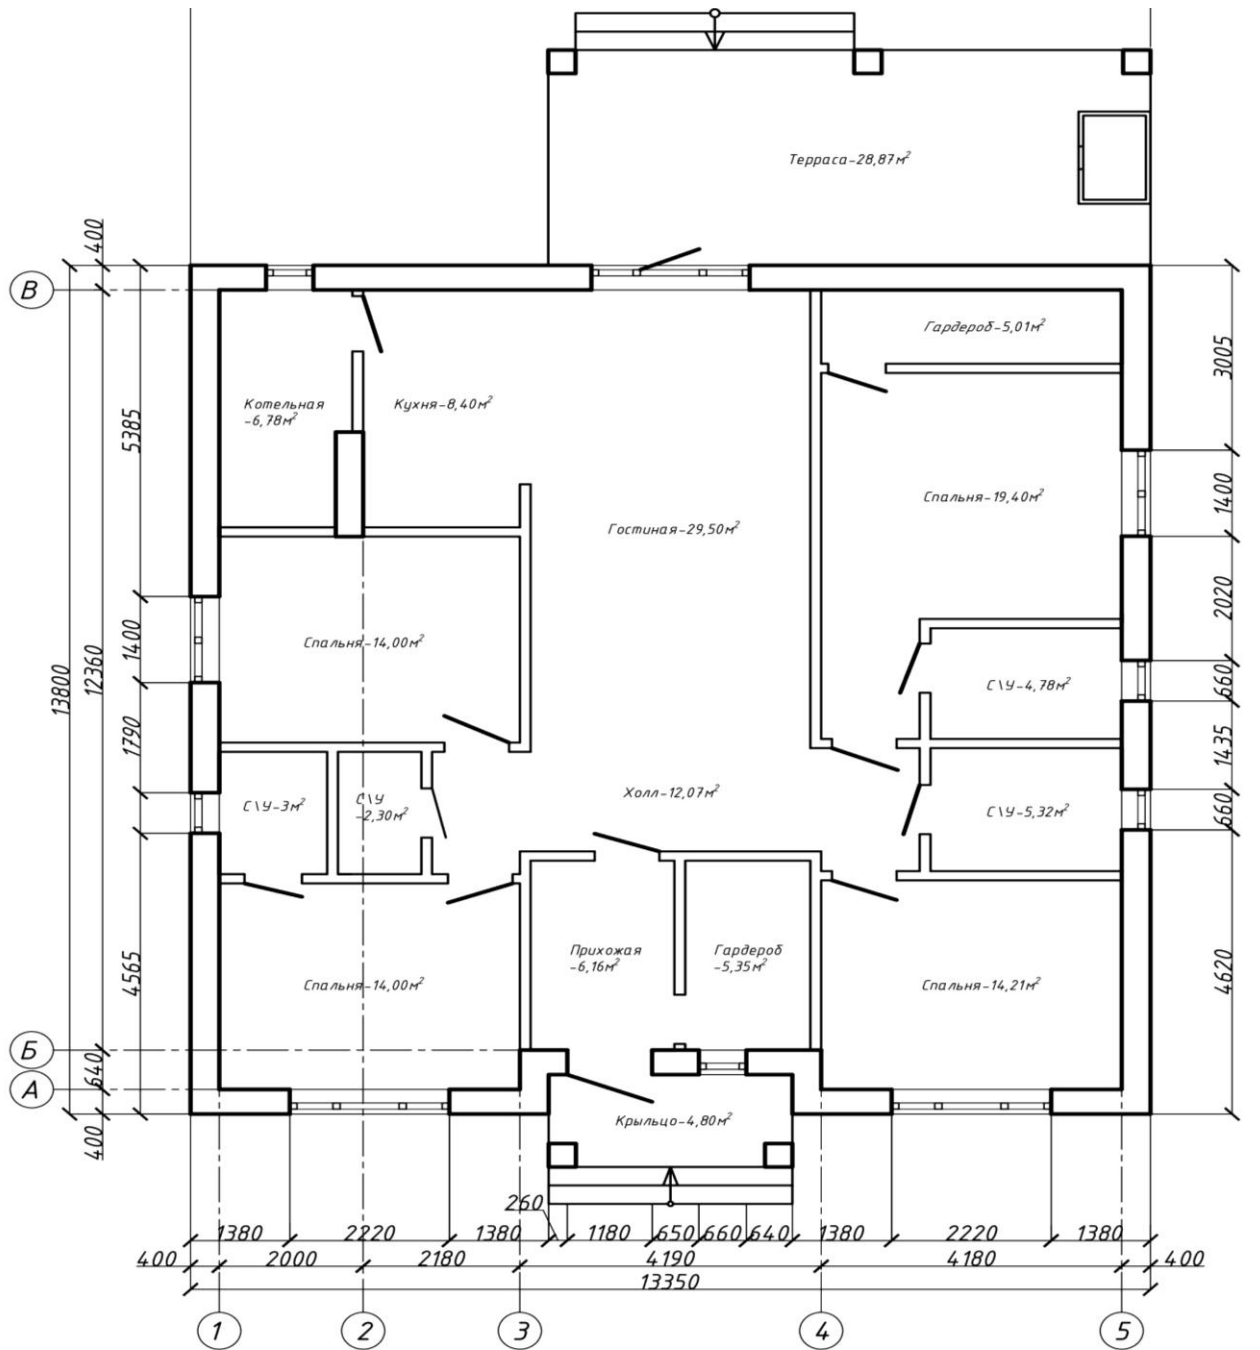 Терраса-28,87м²
400
В
Гардероб-5,01м²
3005
Котельная
-6,78м²
Кухня-8,40м²
5385
Спальня-19,40м²
1400
Гостиная-29,50м²
2020
1400
Спальня-14,00м²
12360
13800
С\У-4,78м²
660
1790
1435
С\У-3м²
С\У
-2,30м²
Холл-12,07м²
С\У-5,32м²
660
4565
Прихожая
-6,16м²
Гардероб
-5,35м²
Спальня-14,00м²
Спальня-14,21м²
4620
Б
640
А
400
Крыльцо-4,80м²
260
1380
2220
1380
1180
650
660
640
1380
2220
1380
400
2000
2180
4190
4180
400
13350
1
2
3
4
5